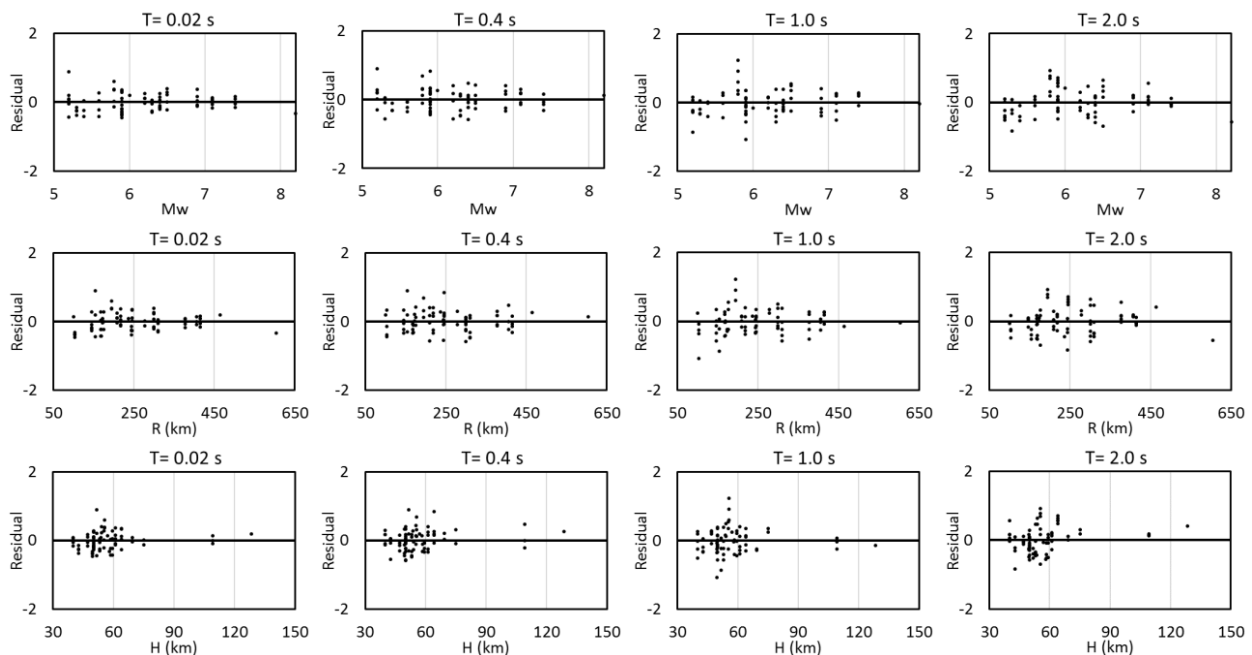 T= 0.02 s T= 0.4 s T= 1.0 s T= 2.0 s
2 2 2 2
Residual Residual Residual Residual
0 0 0 0
-2 -2 -2 -2
5 6 7 8 5 6 7 8 5 6 7 8 5 6 7 8
Mw Mw Mw Mw
T= 0.02 s T= 0.4 s T= 1.0 s T= 2.0 s
2 2 2 2
Residual Residual Residual Residual
0 0 0 0
-2 -2 -2 -2
50 250 450 650 50 250 450 650 50 250 450 650 50 250 450 650
R (km) R (km) R (km) R (km)
T= 0.02 s T= 0.4 s T= 1.0 s T= 2.0 s
2 2 2 2
Residual Residual Residual Residual
0 0 0 0
-2 -2 -2 -2
30 60 90 120 150 30 60 90 120 150 30 60 90 120 150 30 60 90 120 150
H (km) H (km) H (km) H (km)